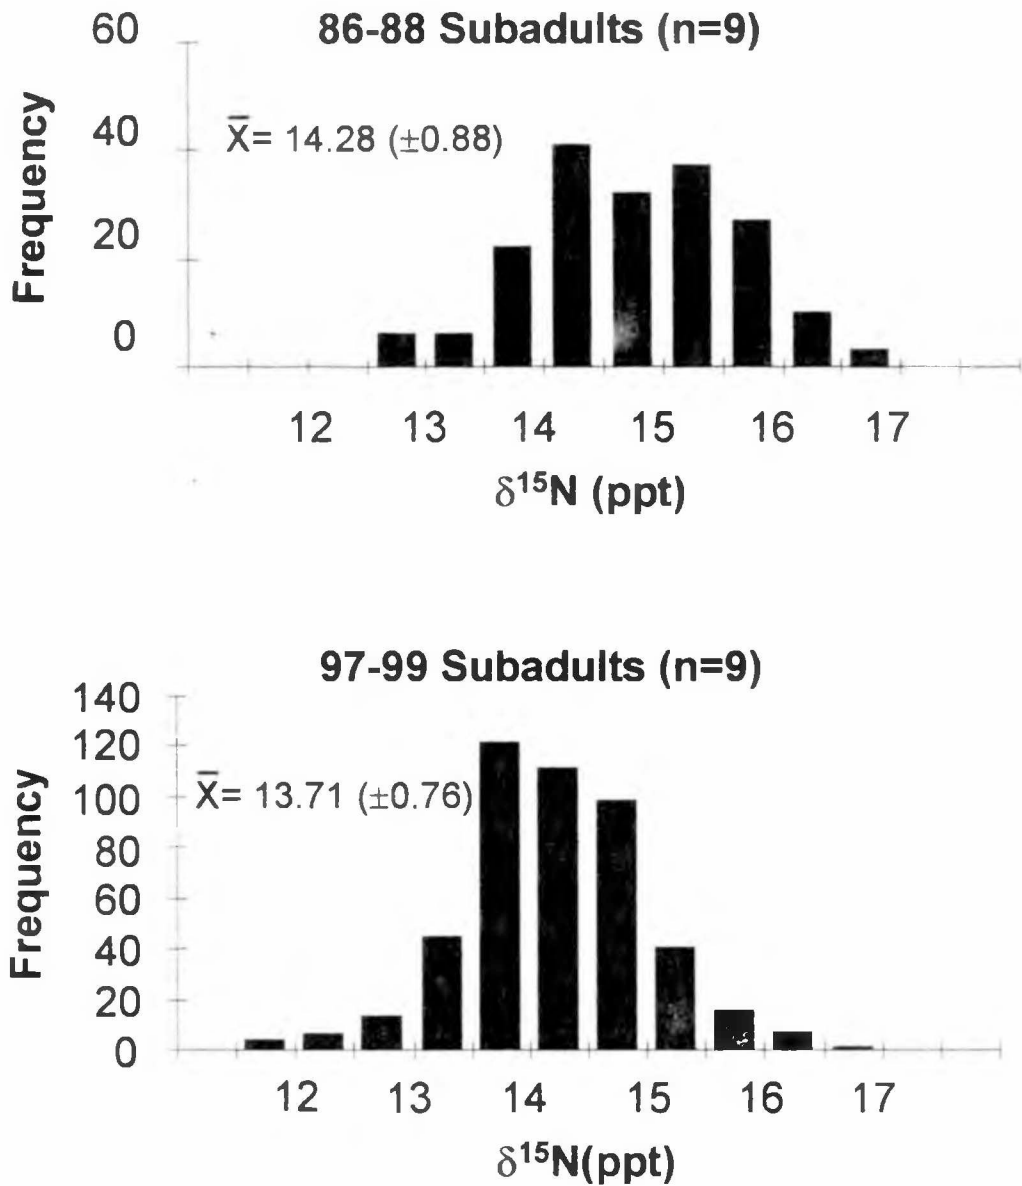 86-88 Subadults (n=9)
60
X̄= 14.28 (±0.88)
40
20
0
Frequency
12 13 14 15 16 17
δ¹⁵N (ppt)
97-99 Subadults (n=9)
140
120
X̄= 13.71 (±0.76)
100
80
60
40
20
0
Frequency
12 13 14 15 16 17
δ¹⁵N(ppt)